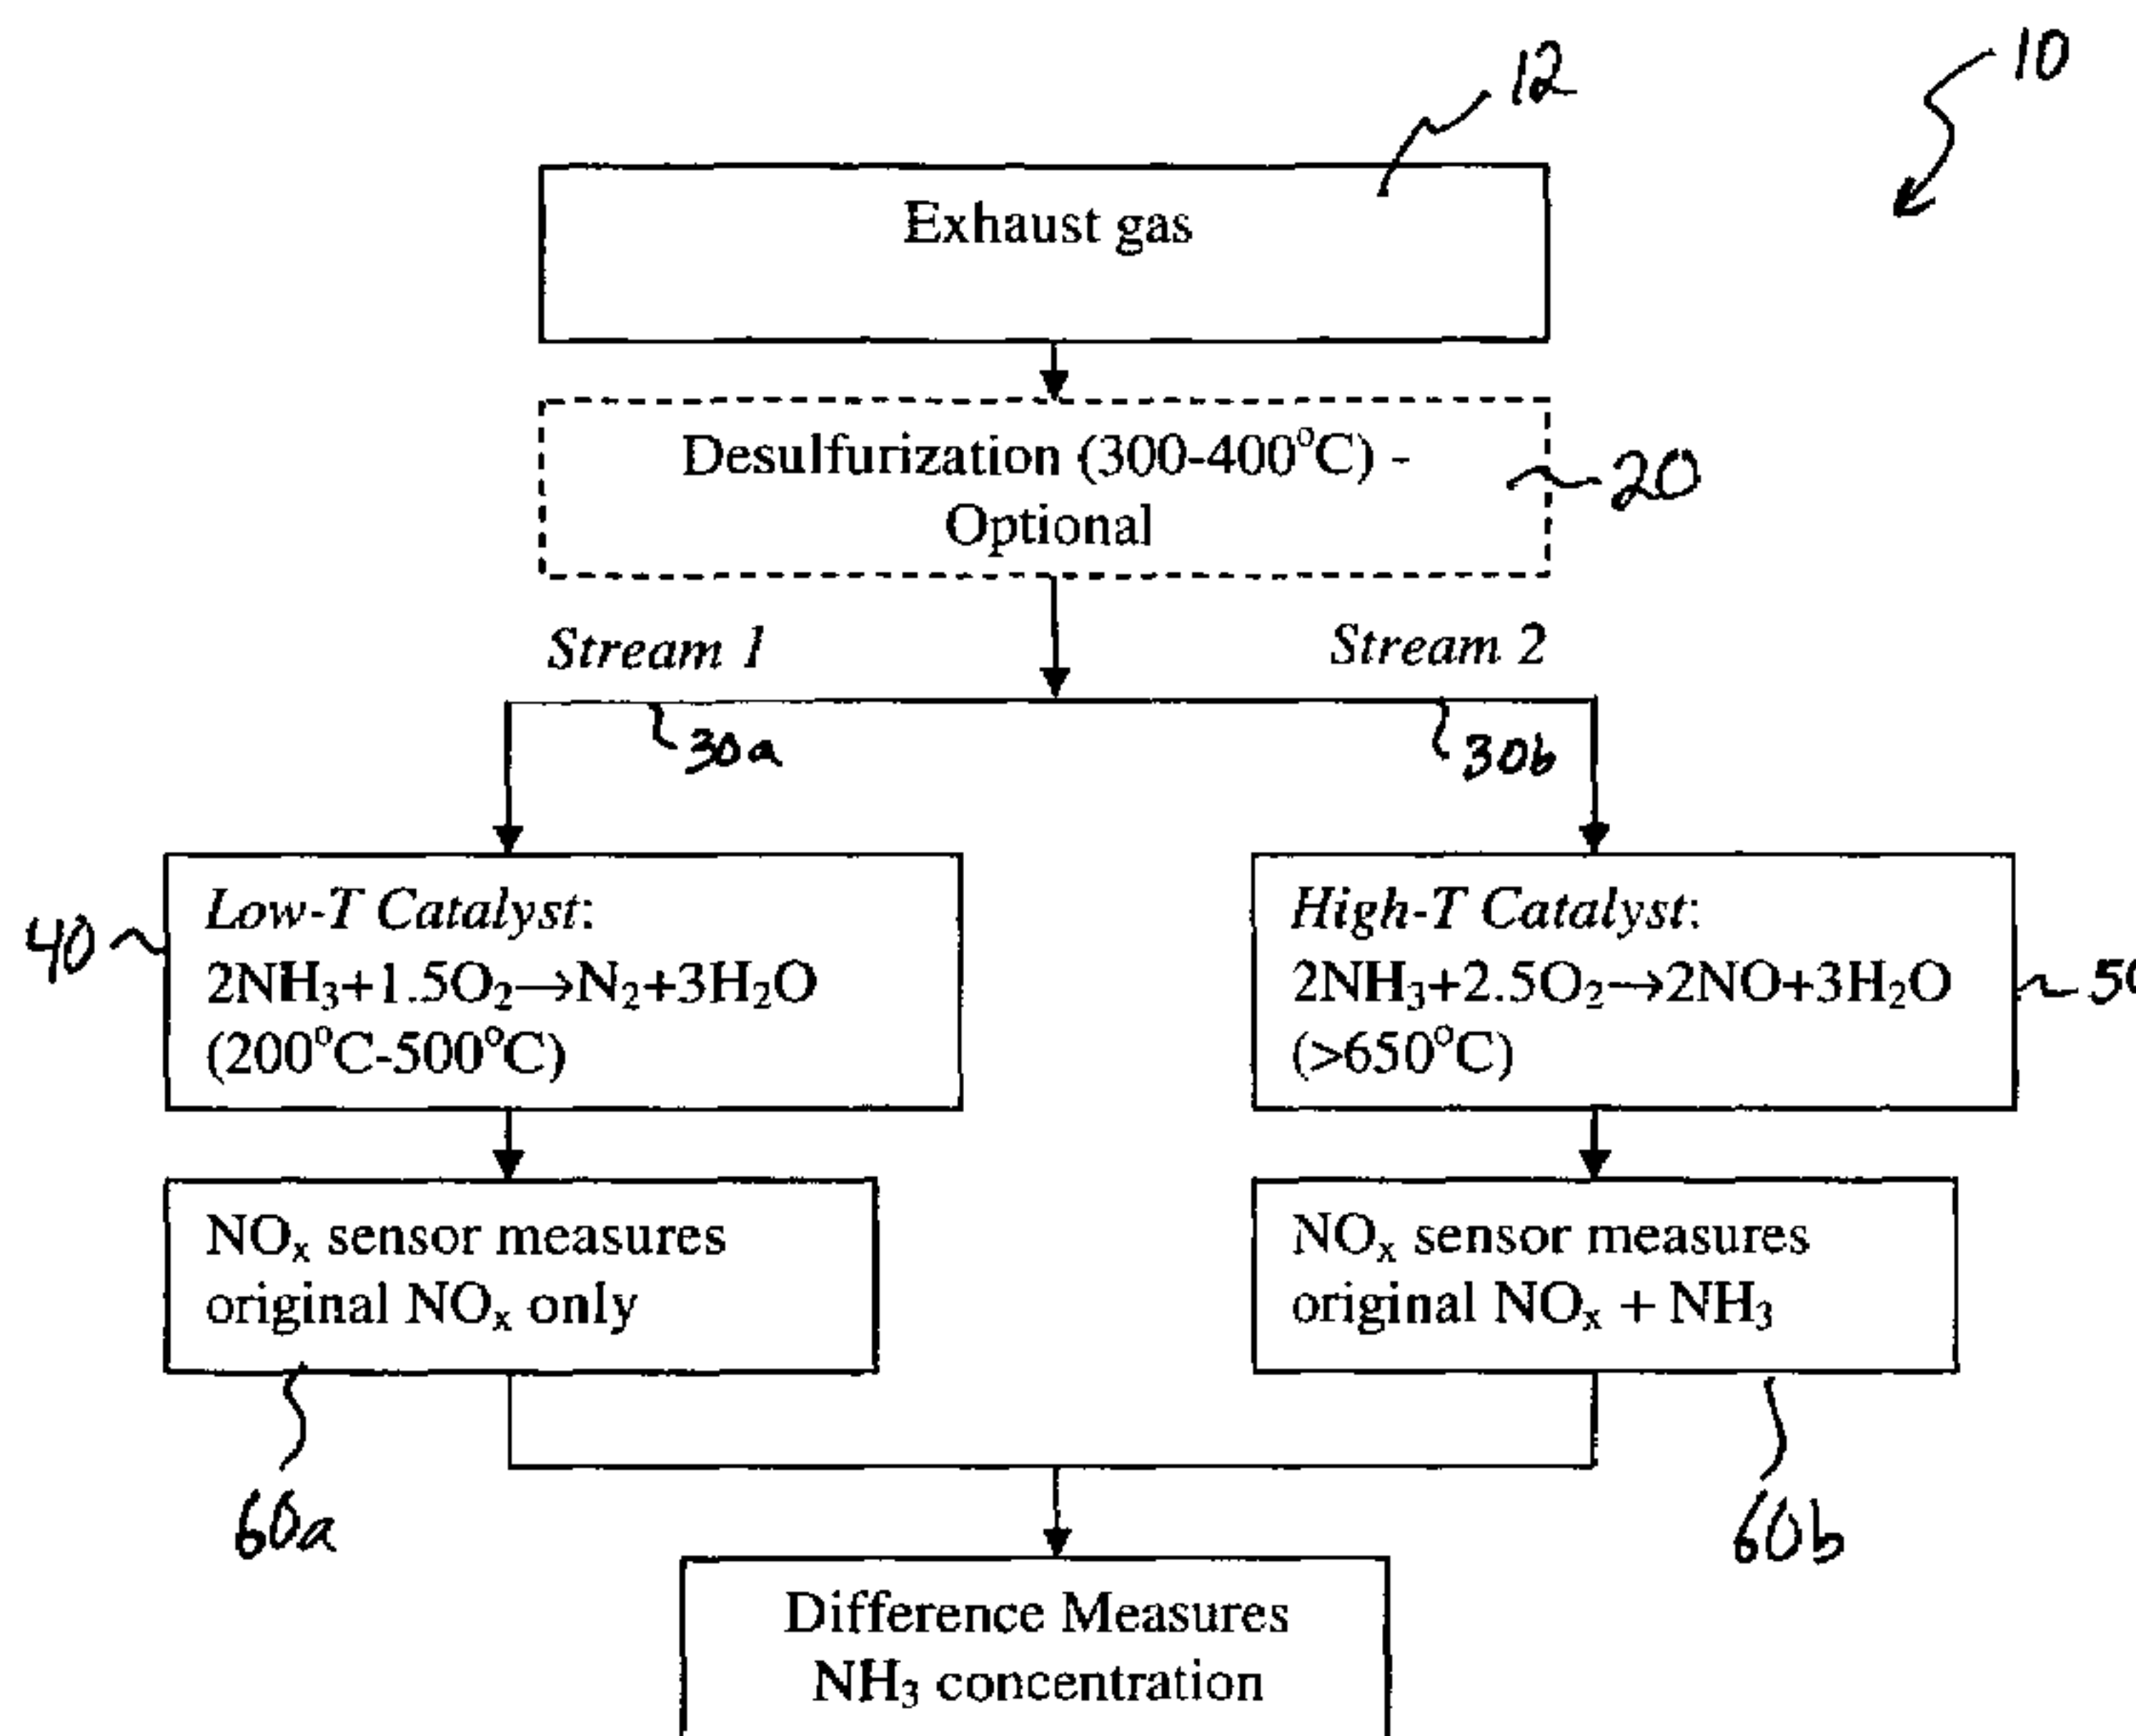 10
12
Exhaust gas
Desulfurization (300-400°C) -
Optional
20
Stream 1
Stream 2
30a
30b
40
Low-T Catalyst:
2NH₃+1.5O₂→N₂+3H₂O
(200°C-500°C)
High-T Catalyst:
2NH₃+2.5O₂→2NO+3H₂O
(>650°C)
50
NOₓ sensor measures
original NOₓ only
NOₓ sensor measures
original NOₓ + NH₃
60a
60b
Difference Measures
NH₃ concentration